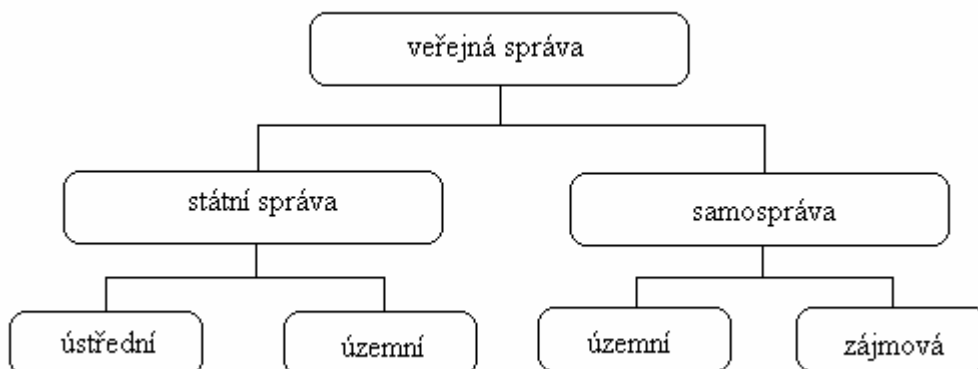 veřejná správa
státní správa
samospráva
ústřední
územní
územní
zájmová